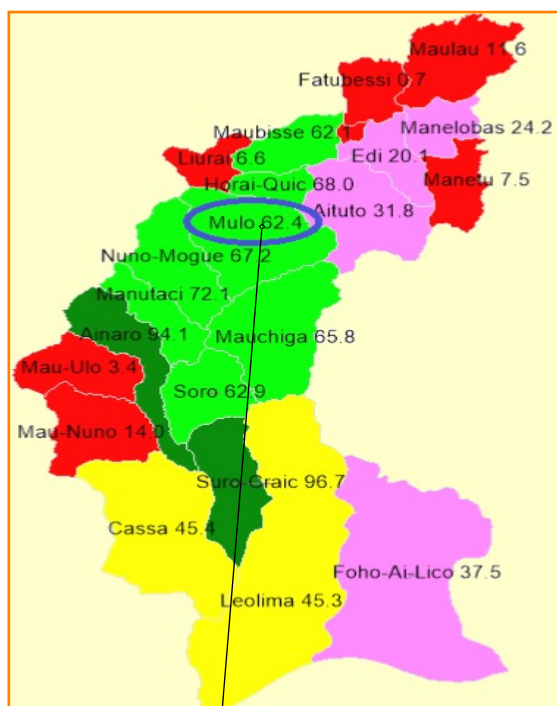 Maulau 11.6
Fatubessi 0.7
Maubisse 62.1
Manelobas 24.2
Edi 20.1
Liurai 6.6
Manetu 7.5
Horai-Quic 68.0
Aituto 31.8
Mulo 62.4
Nuno-Mogue 67.2
Manutaci 72.1
Ainaro 94.1
Mauchiga 65.8
Mau-Ulo 3.4
Soro 62.9
Mau-Nuno 14.0
Suro-Craic 96.7
Cassa 45.4
Foho-Ai-Lico 37.5
Leolima 45.3